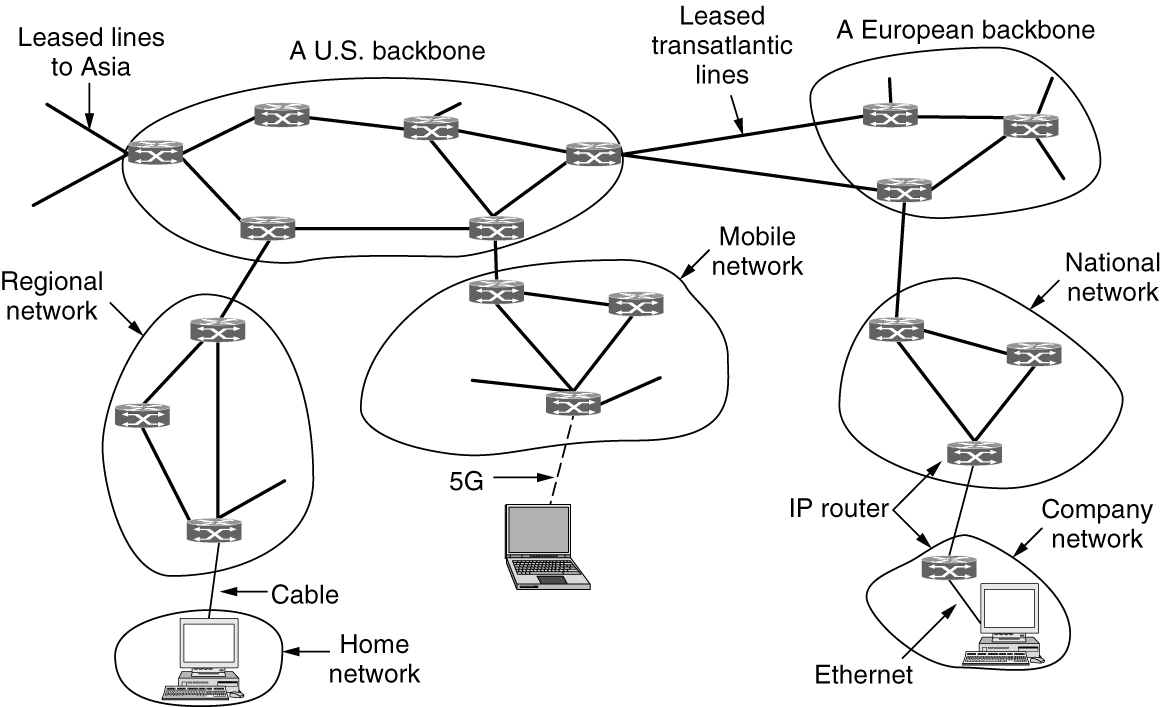 Leased lines
to Asia
A U.S. backbone
Leased
transatlantic
lines
A European backbone
Regional
network
Mobile
network
National
network
5G
IP router
Company
network
Cable
Home
network
Ethernet